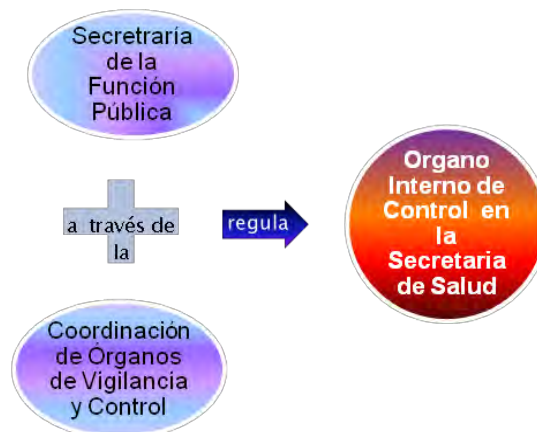 Secretraría
de la
Función
Pública
a través de
la
regula
Organo
Interno de
Control en
la
Secretaria
de Salud
Coordinación
de Órganos
de Vigilancia
y Control